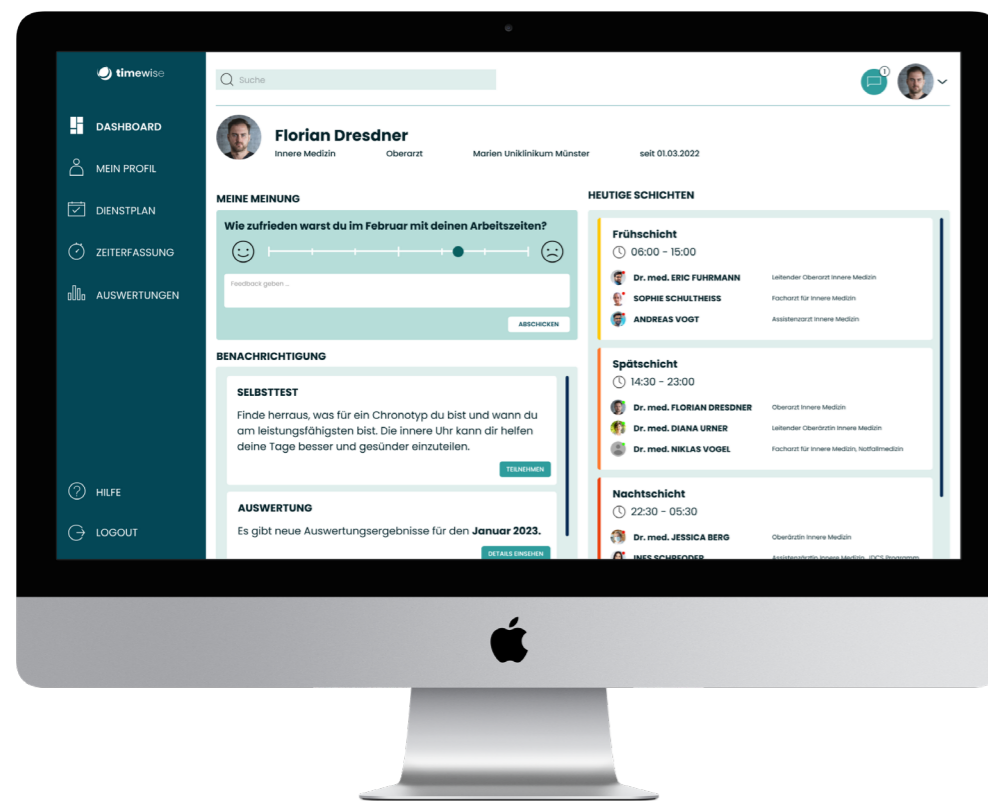 timewise
Suche
1
DASHBOARD
MEIN PROFIL
DIENSTPLAN
ZEITERFASSUNG
AUSWERTUNGEN
HILFE
LOGOUT
Florian Dresdner
Innere Medizin Oberarzt Marien Uniklinikum Münster seit 01.03.2022
MEINE MEINUNG
Wie zufrieden warst du im Februar mit deinen Arbeitszeiten?
Feedback geben ...
ABSCHICKEN
BENACHRICHTIGUNG
SELBSTTEST
Finde herraus, was für ein Chronotyp du bist und wann du
am leistungsfähigsten bist. Die innere Uhr kann dir helfen
deine Tage besser und gesünder einzuteilen.
TEILNEHMEN
AUSWERTUNG
Es gibt neue Auswertungsergebnisse für den Januar 2023.
DETAILS EINSEHEN
HEUTIGE SCHICHTEN
Frühschicht
06:00 - 15:00
Dr. med. ERIC FUHRMANN Leitender Oberarzt Innere Medizin
SOPHIE SCHULTHEISS Facharzt für Innere Medizin
ANDREAS VOGT Assistenzarzt Innere Medizin
Spätschicht
14:30 - 23:00
Dr. med. FLORIAN DRESDNER Oberarzt Innere Medizin
Dr. med. DIANA URNER Leitender Oberärztin Innere Medizin
Dr. med. NIKLAS VOGEL Facharzt für Innere Medizin, Notfallmedizin
Nachtschicht
22:30 - 05:30
Dr. med. JESSICA BERG Oberärztin Innere Medizin
INES SCHREODER Assistenzärztin Innere Medizin, Programm